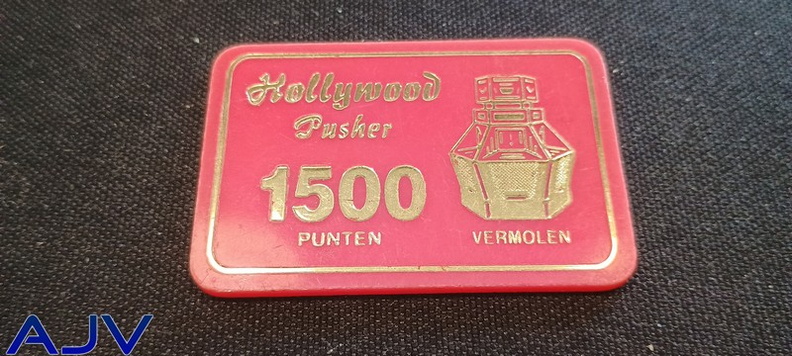 Hollywood
Pusher
1500
PUNTEN
VERMOLEN
AJV